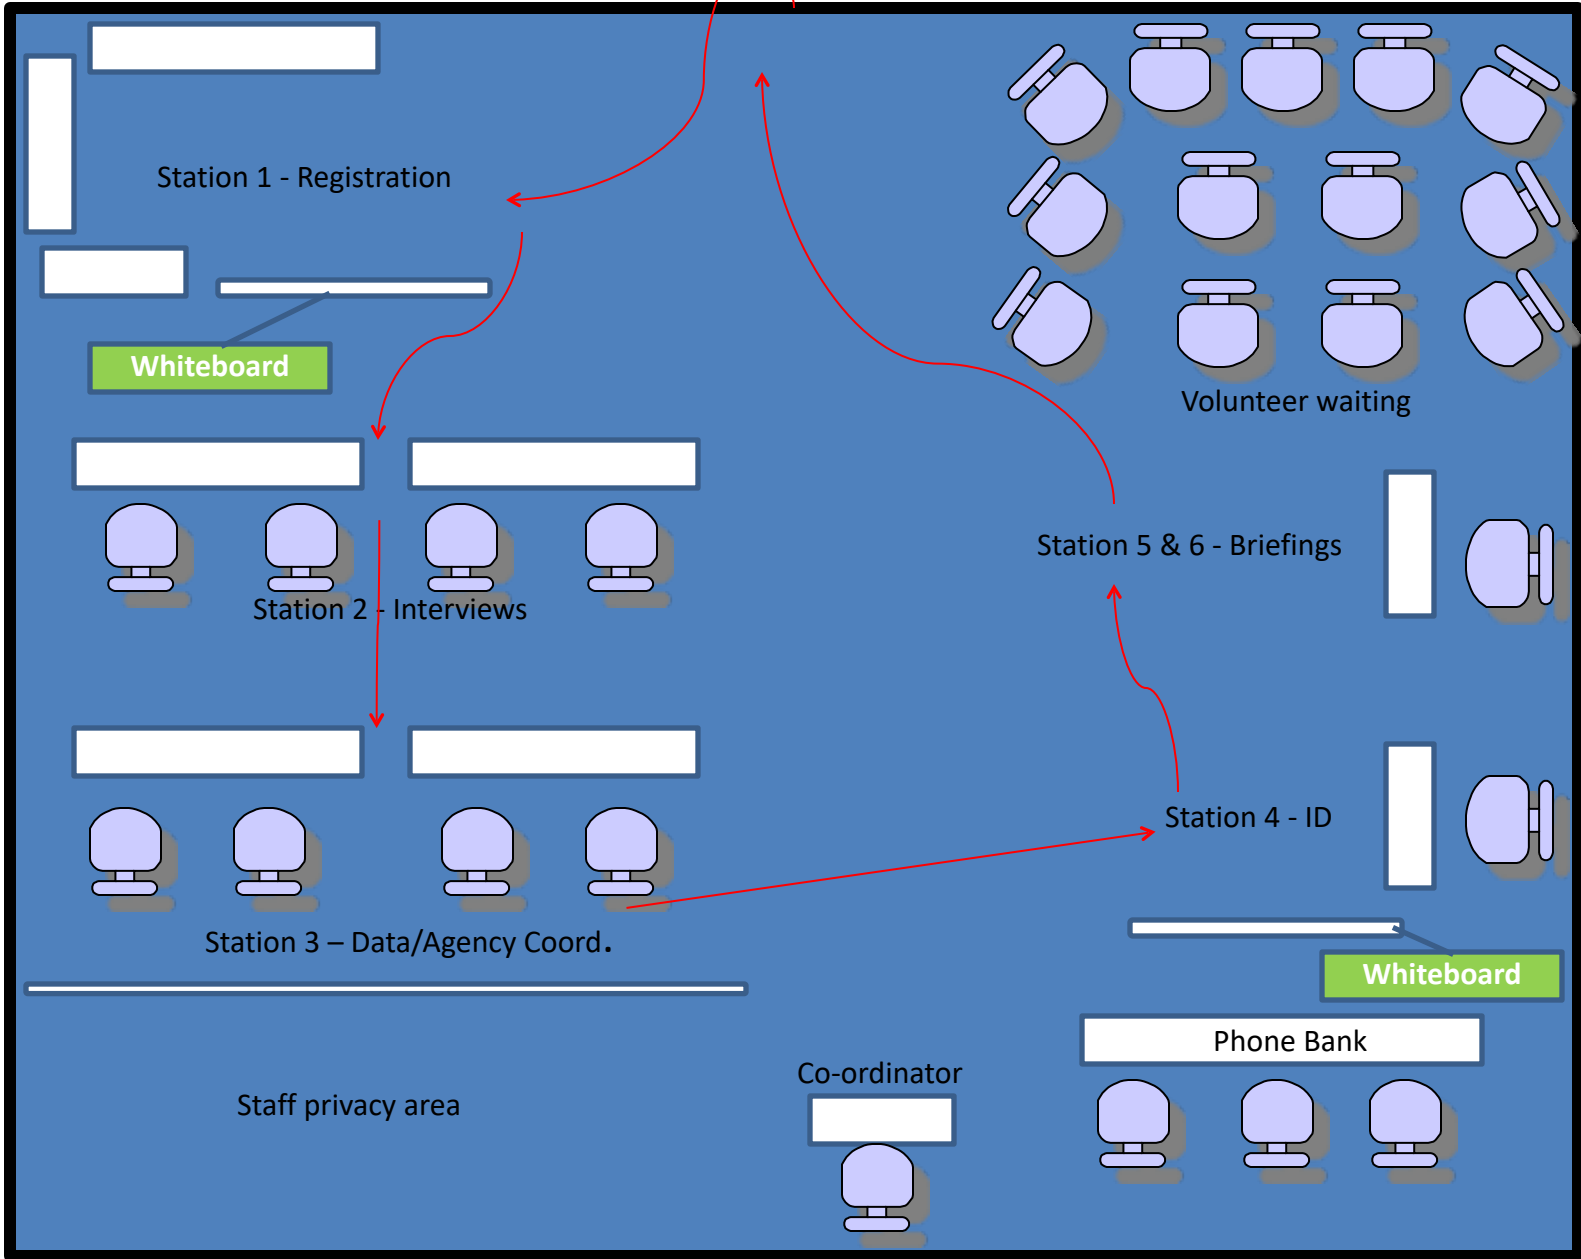 Station 1 - Registration
Whiteboard
Volunteer waiting
Station 5 & 6 - Briefings
Station 2 - Interviews
Station 4 - ID
Station 3 – Data/Agency Coord.
Whiteboard
Phone Bank
Co-ordinator
Staff privacy area